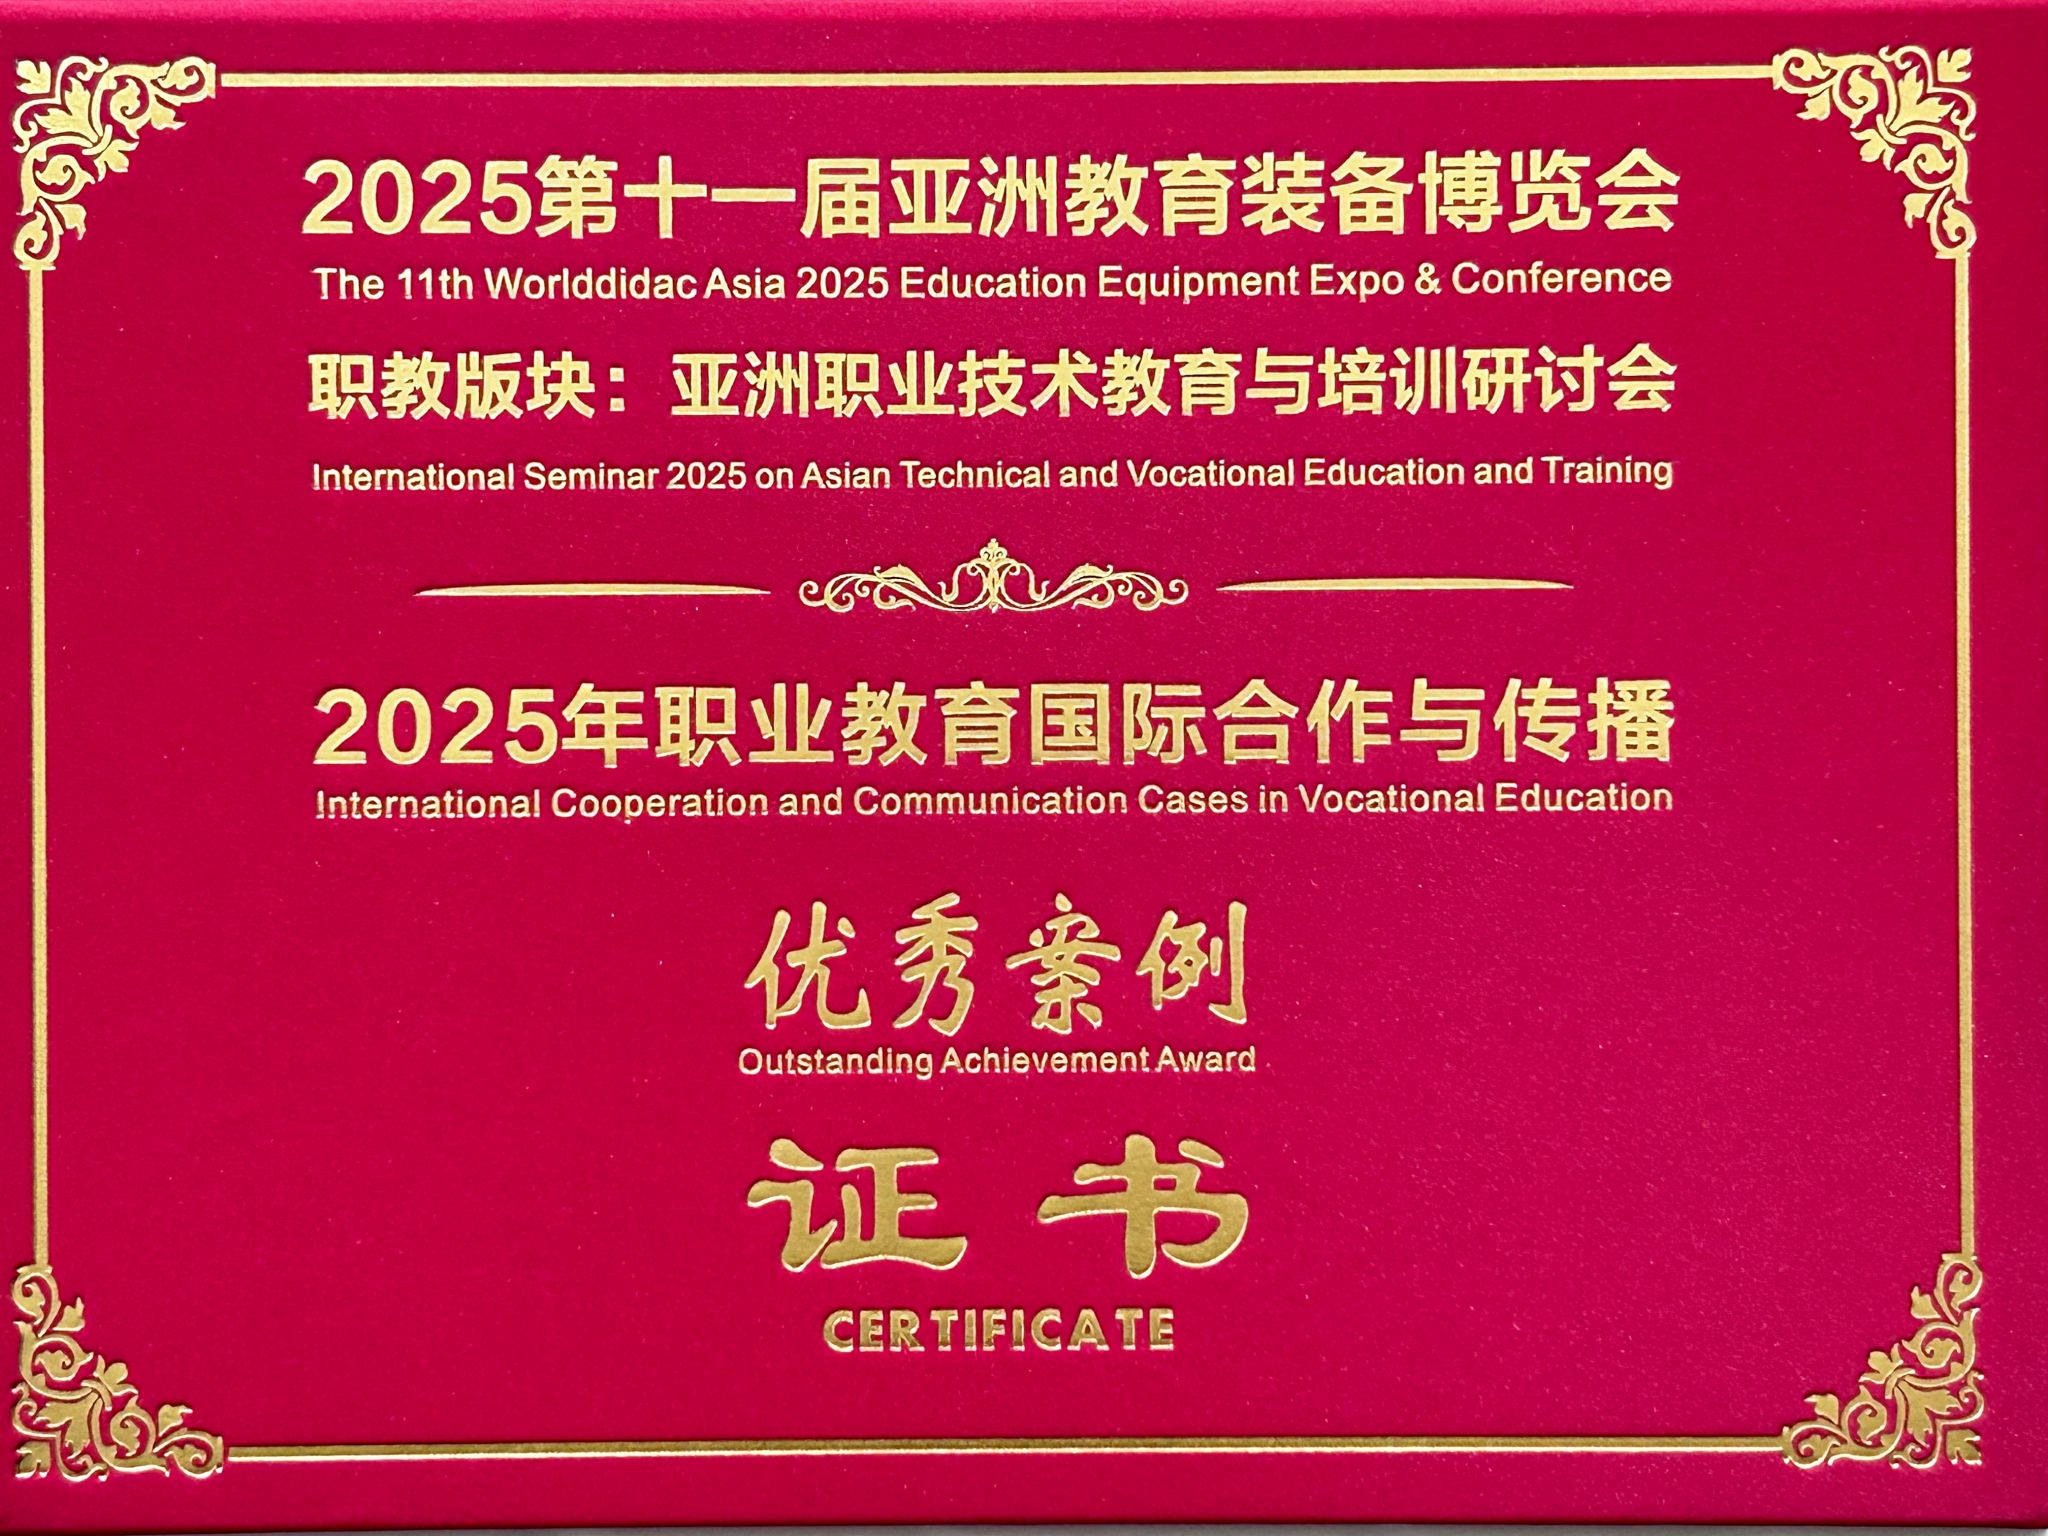 2025第十一届亚洲教育装备博览会
The 11th Worlddidac Asia 2025 Education Equipment Expo & Conference
职教版块：亚洲职业技术教育与培训研讨会
International Seminar 2025 on Asian Technical and Vocational Education and Training
2025年职业教育国际合作与传播
International Cooperation and Communication Cases in Vocational Education
优秀案例
Outstanding Achievement Award
证书
CERTIFICATE